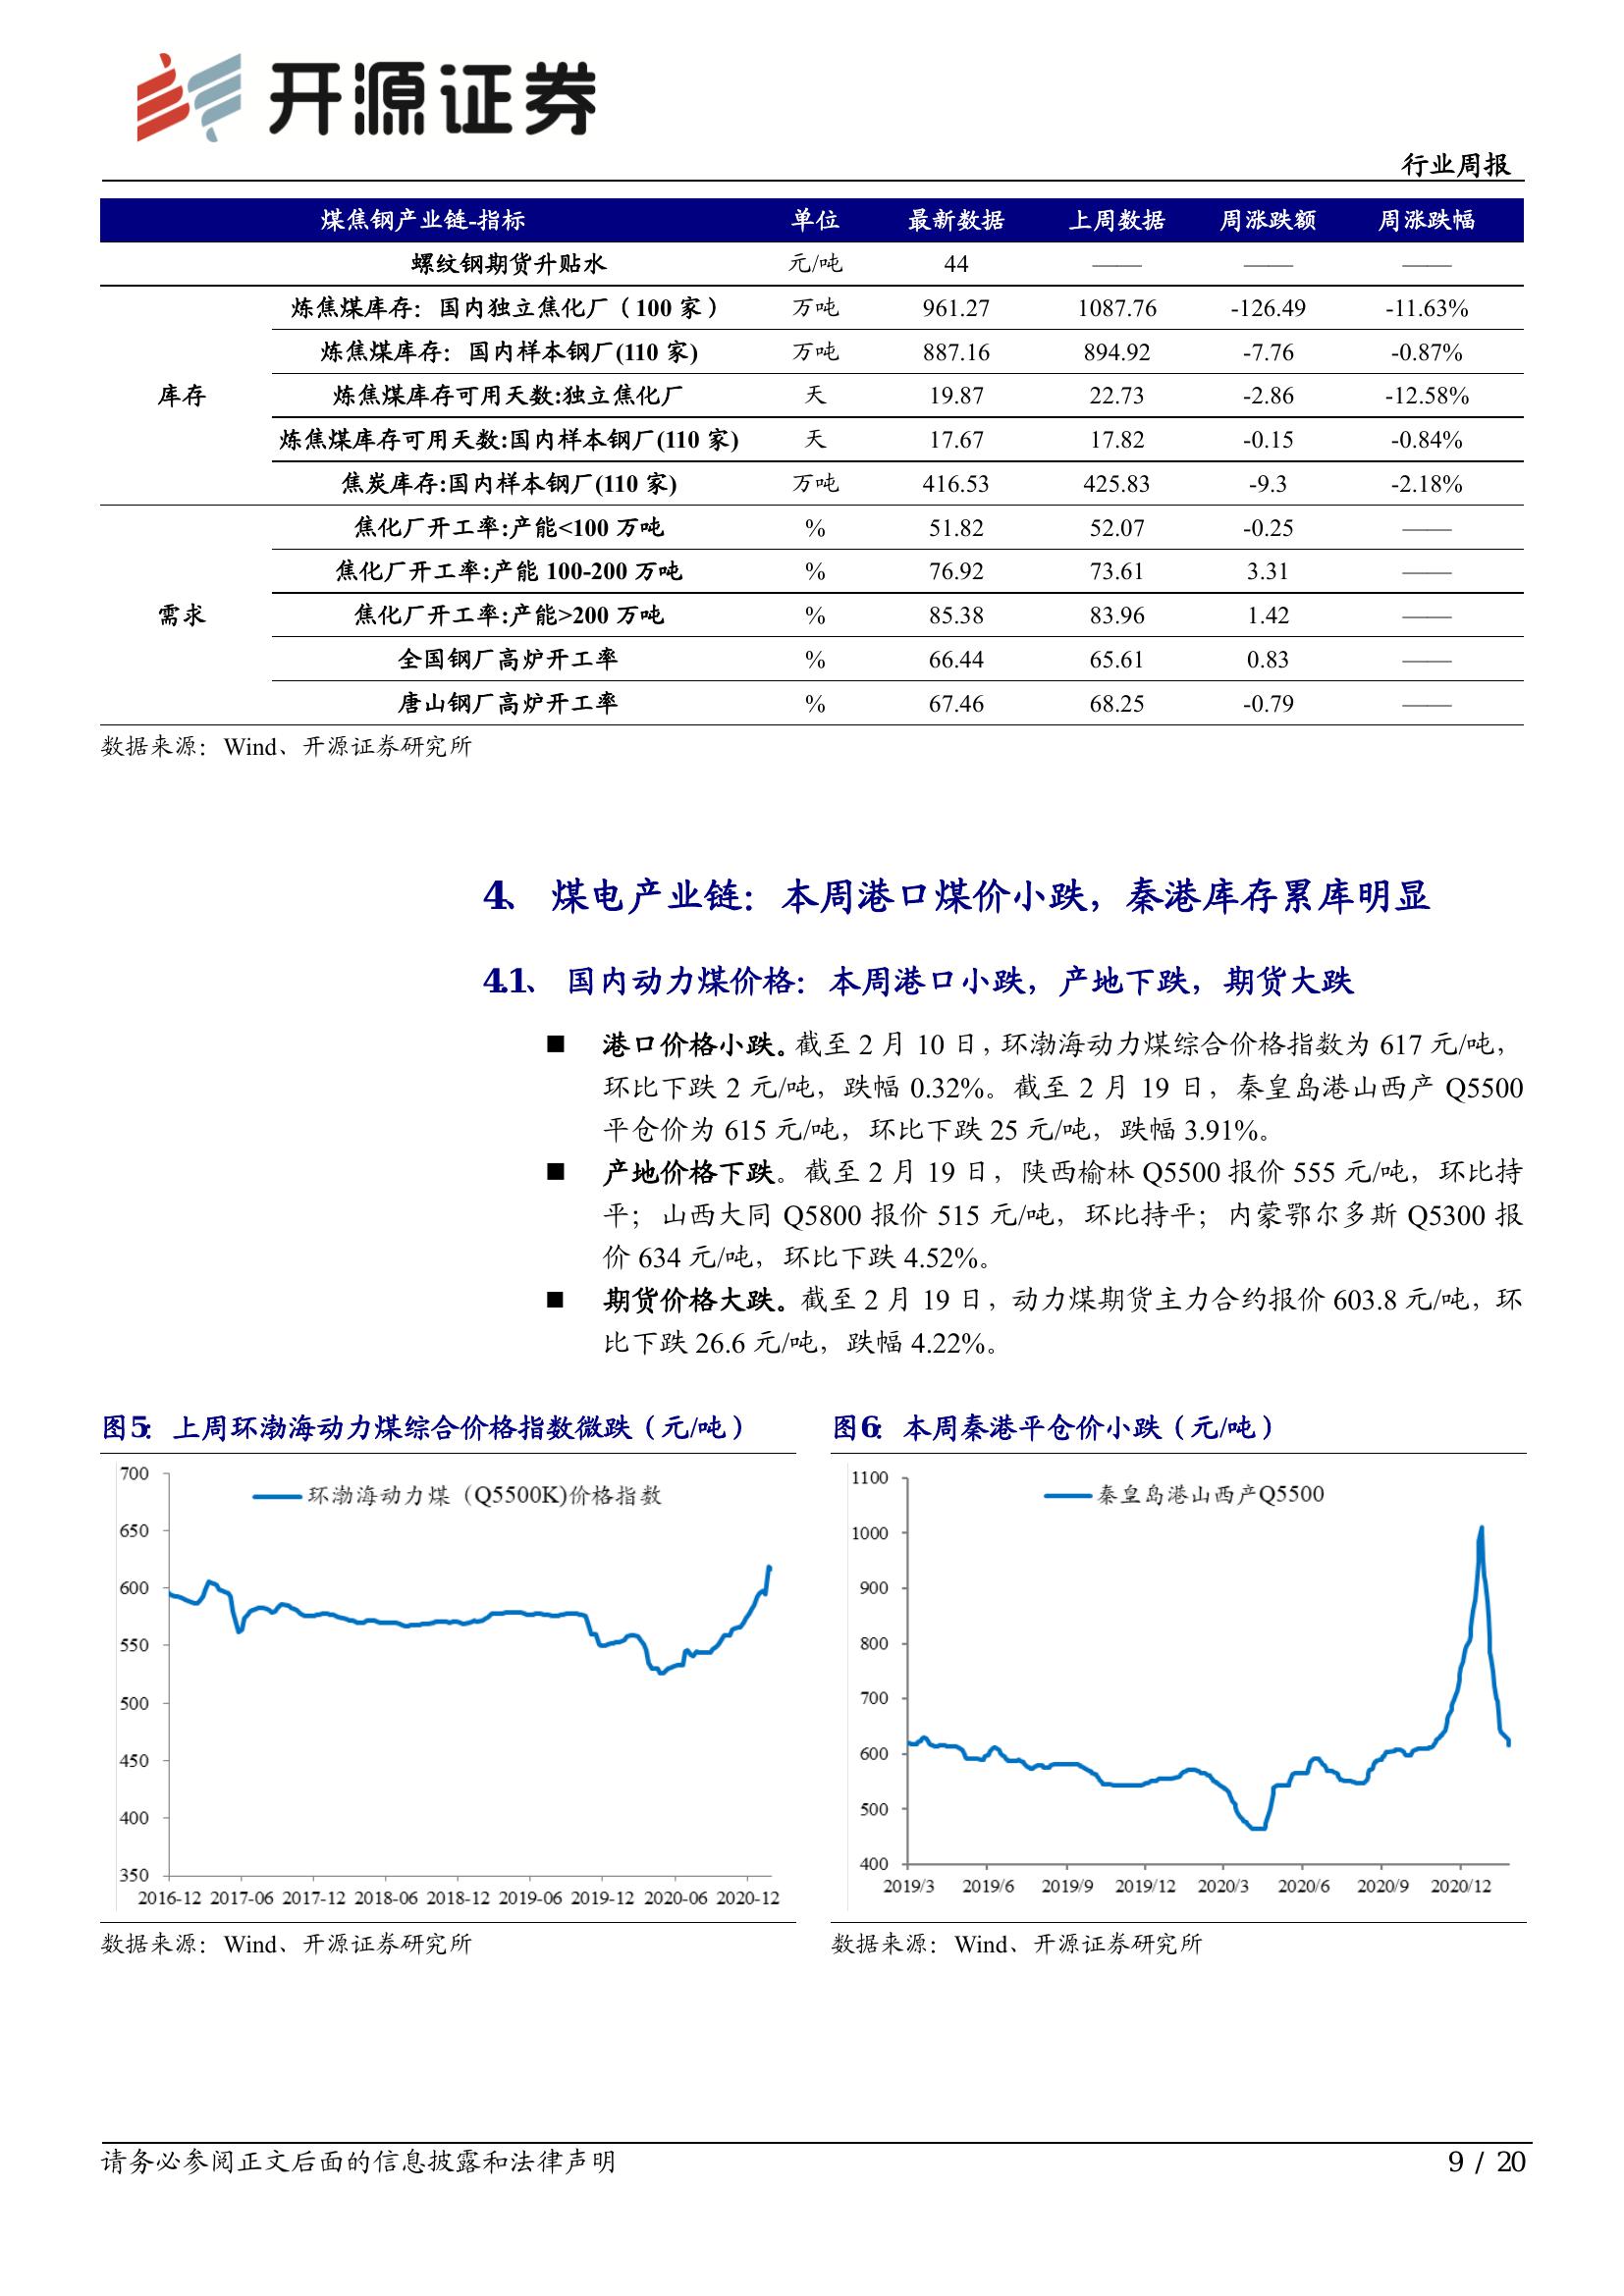 开源证券
行业周报
煤焦钢产业链-指标 单位 最新数据 上周数据 周涨跌额 周涨跌幅
螺纹钢期货升贴水 元/吨 44 —— —— ——
库存
炼焦煤库存：国内独立焦化厂（100 家） 万吨 961.27 1087.76 -126.49 -11.63%
炼焦煤库存：国内样本钢厂(110 家) 万吨 887.16 894.92 -7.76 -0.87%
炼焦煤库存可用天数:独立焦化厂 天 19.87 22.73 -2.86 -12.58%
炼焦煤库存可用天数:国内样本钢厂(110 家) 天 17.67 17.82 -0.15 -0.84%
焦炭库存:国内样本钢厂(110 家) 万吨 416.53 425.83 -9.3 -2.18%
需求
焦化厂开工率:产能<100 万吨 % 51.82 52.07 -0.25 ——
焦化厂开工率:产能 100-200 万吨 % 76.92 73.61 3.31 ——
焦化厂开工率:产能>200 万吨 % 85.38 83.96 1.42 ——
全国钢厂高炉开工率 % 66.44 65.61 0.83 ——
唐山钢厂高炉开工率 % 67.46 68.25 -0.79 ——
数据来源：Wind、开源证券研究所
4、 煤电产业链：本周港口煤价小跌，秦港库存累库明显
4.1、 国内动力煤价格：本周港口小跌，产地下跌，期货大跌
■ 港口价格小跌。截至 2 月 10 日，环渤海动力煤综合价格指数为 617 元/吨，
环比下跌 2 元/吨，跌幅 0.32%。截至 2 月 19 日，秦皇岛港山西产 Q5500
平仓价为 615 元/吨，环比下跌 25 元/吨，跌幅 3.91%。
■ 产地价格下跌。截至 2 月 19 日，陕西榆林 Q5500 报价 555 元/吨，环比持
平；山西大同 Q5800 报价 515 元/吨，环比持平；内蒙鄂尔多斯 Q5300 报
价 634 元/吨，环比下跌 4.52%。
■ 期货价格大跌。截至 2 月 19 日，动力煤期货主力合约报价 603.8 元/吨，环
比下跌 26.6 元/吨，跌幅 4.22%。
图5：上周环渤海动力煤综合价格指数微跌（元/吨）
环渤海动力煤（Q5500K)价格指数
700
650
600
550
500
450
400
350
2016-12 2017-06 2017-12 2018-06 2018-12 2019-06 2019-12 2020-06 2020-12
数据来源：Wind、开源证券研究所
图6：本周秦港平仓价小跌（元/吨）
秦皇岛港山西产Q5500
1100
1000
900
800
700
600
500
400
2019/3 2019/6 2019/9 2019/12 2020/3 2020/6 2020/9 2020/12
数据来源：Wind、开源证券研究所
请务必参阅正文后面的信息披露和法律声明
9 / 20